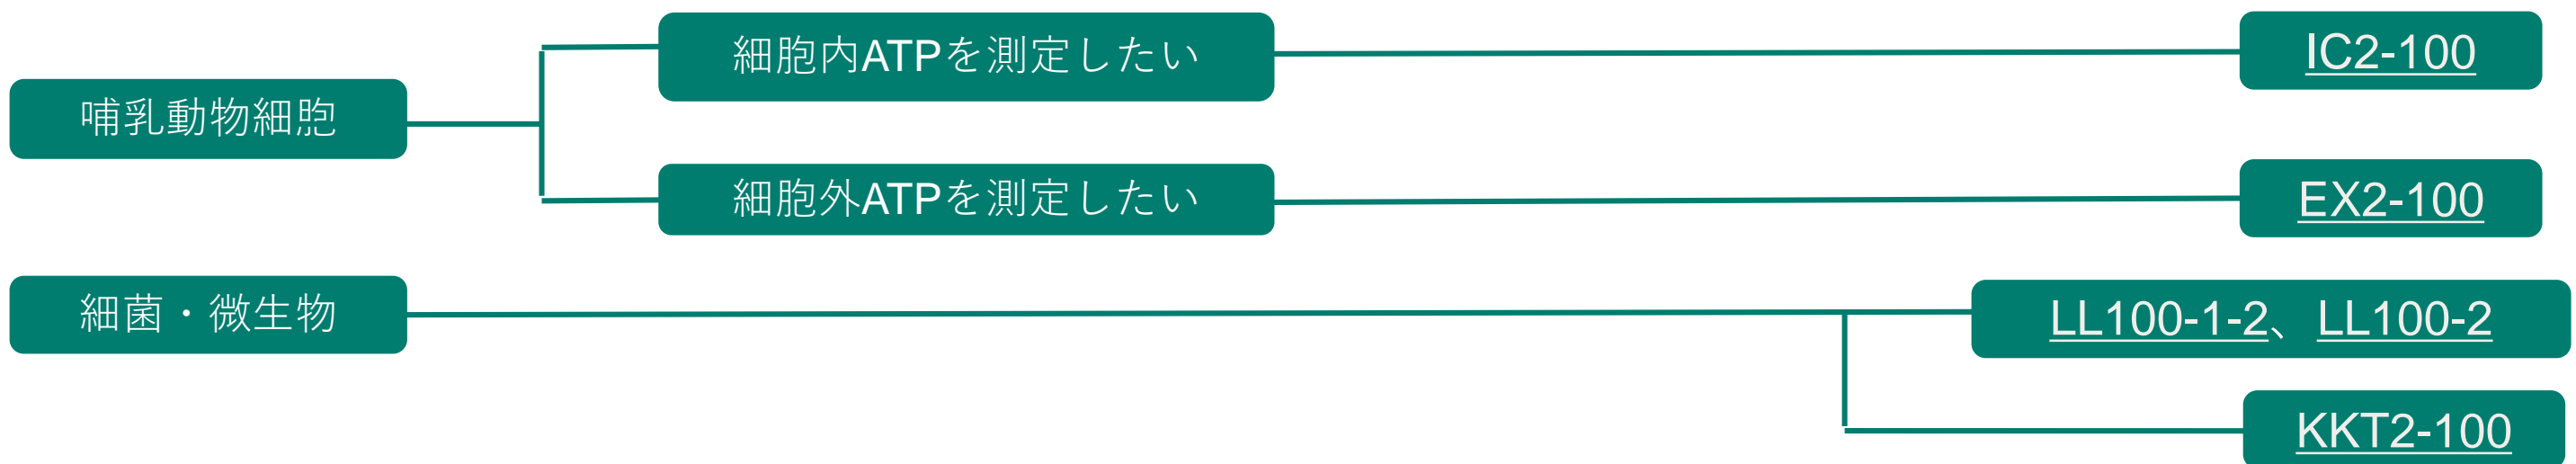 哺乳動物細胞
細胞内ATPを測定したい
IC2-100
細胞外ATPを測定したい
EX2-100
細菌・微生物
LL100-1-2、 LL100-2
KKT2-100